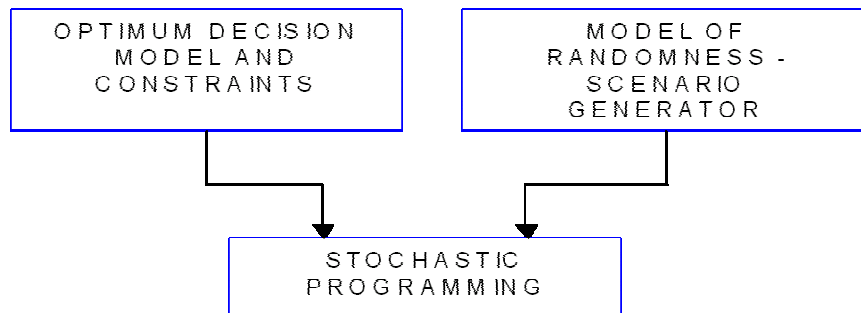 OPTIMUM DECISION
MODEL AND
CONSTRAINTS
MODEL OF
RANDOMNESS -
SCENARIO
GENERATOR
STOCHASTIC
PROGRAMMING